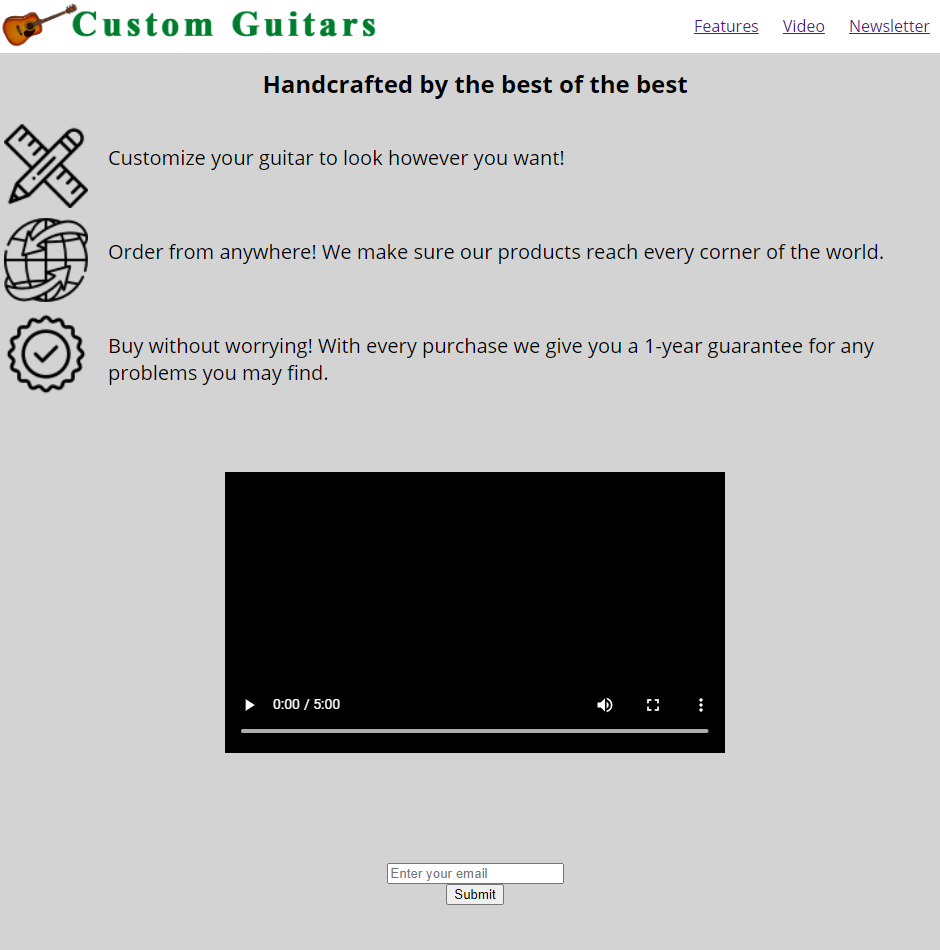 Custom Guitars
Features Video Newsletter
Handcrafted by the best of the best
Customize your guitar to look however you want!
Order from anywhere! We make sure our products reach every corner of the world.
Buy without worrying! With every purchase we give you a 1-year guarantee for any
problems you may find.
0:00 / 5:00
Enter your email
Submit